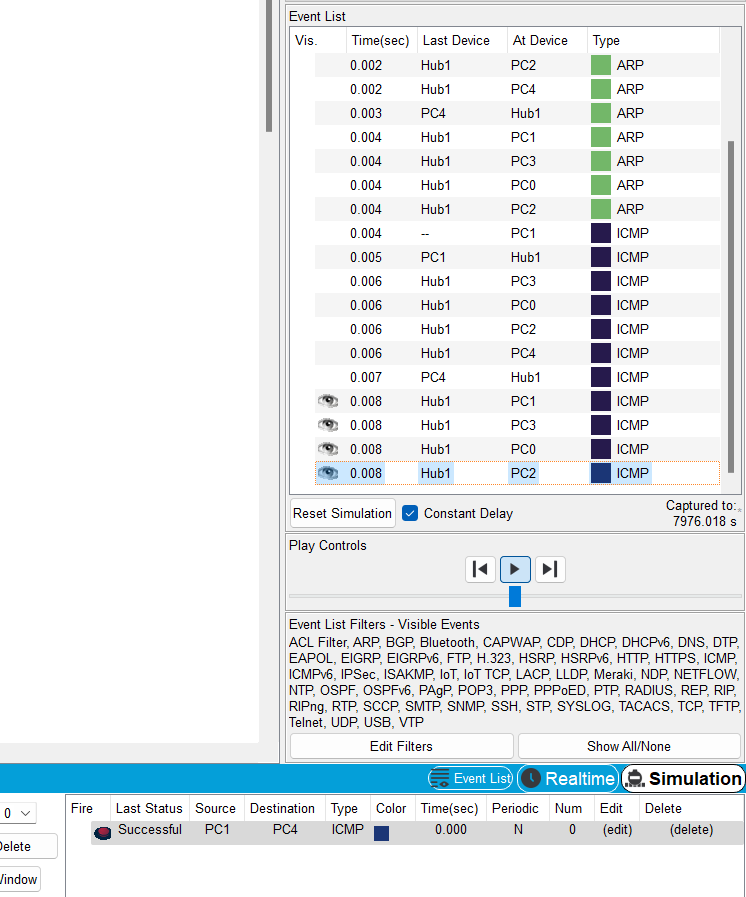 Event List
Vis. Time(sec) Last Device At Device Type
0.002 Hub1 PC2 ARP
0.002 Hub1 PC4 ARP
0.003 PC4 Hub1 ARP
0.004 Hub1 PC1 ARP
0.004 Hub1 PC3 ARP
0.004 Hub1 PC0 ARP
0.004 Hub1 PC2 ARP
0.004 -- PC1 ICMP
0.005 PC1 Hub1 ICMP
0.006 Hub1 PC3 ICMP
0.006 Hub1 PC0 ICMP
0.006 Hub1 PC2 ICMP
0.006 Hub1 PC4 ICMP
0.007 PC4 Hub1 ICMP
0.008 Hub1 PC1 ICMP
0.008 Hub1 PC3 ICMP
0.008 Hub1 PC0 ICMP
0.008 Hub1 PC2 ICMP
Reset Simulation Constant Delay Captured to:
7976.018 s
Play Controls
Event List Filters - Visible Events
ACL Filter, ARP, BGP, Bluetooth, CAPWAP, CDP, DHCP, DHCPv6, DNS, DTP,
EAPOL, EIGRP, EIGRPv6, FTP, H.323, HSRP, HSRPv6, HTTP, HTTPS, ICMP,
ICMPv6, IPSec, ISAKMP, IoT, IoT TCP, LACP, LLDP, Meraki, NDP, NETFLOW,
NTP, OSPF, OSPFv6, PAgP, POP3, PPP, PPPoED, PTP, RADIUS, REP, RIP,
RIPng, RTP, SCCP, SMTP, SNMP, SSH, STP, SYSLOG, TACACS, TCP, TFTP,
Telnet, UDP, USB, VTP
Edit Filters Show All/None
Event List Realtime Simulation
0 Fire Last Status Source Destination Type Color Time(sec) Periodic Num Edit Delete
Successful PC1 PC4 ICMP 0.000 N 0 (edit) (delete)
elete
indow